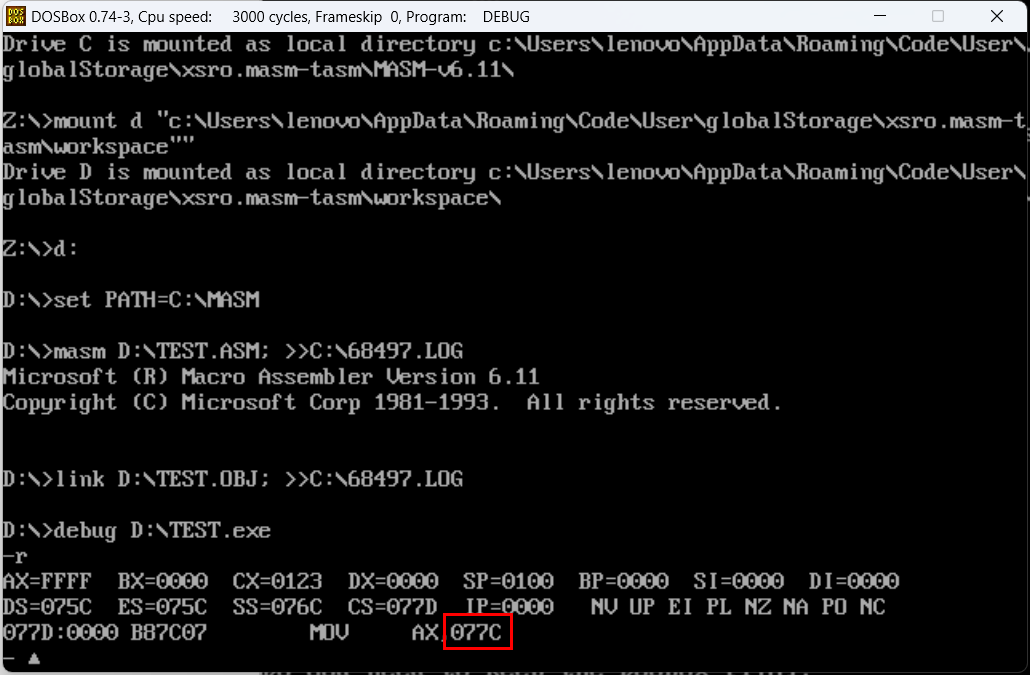 DOSBox 0.74-3, Cpu speed: 3000 cycles, Frameskip 0, Program: DEBUG
Drive C is mounted as local directory c:\Users\lenovo\AppData\Roaming\Code\User\
globalStorage\xsro.masm-tasm\MASM-v6.11\
Z:\>mount d "c:\Users\lenovo\AppData\Roaming\Code\User\globalStorage\xsro.masm-t
asm\workspace""
Drive D is mounted as local directory c:\Users\lenovo\AppData\Roaming\Code\User\
globalStorage\xsro.masm-tasm\workspace\
Z:\>d:
D:\>set PATH=C:\MASM
D:\>masm D:\TEST.ASM; >>C:\68497.LOG
Microsoft (R) Macro Assembler Version 6.11
Copyright (C) Microsoft Corp 1981-1993.  All rights reserved.
D:\>link D:\TEST.OBJ; >>C:\68497.LOG
D:\>debug D:\TEST.exe
-r
AX=FFFF  BX=0000  CX=0123  DX=0000  SP=0100  BP=0000  SI=0000  DI=0000
DS=075C  ES=075C  SS=076C  CS=077D  IP=0000   NV UP EI PL NZ NA PO NC
077D:0000 B87C07        MOV     AX,077C
-